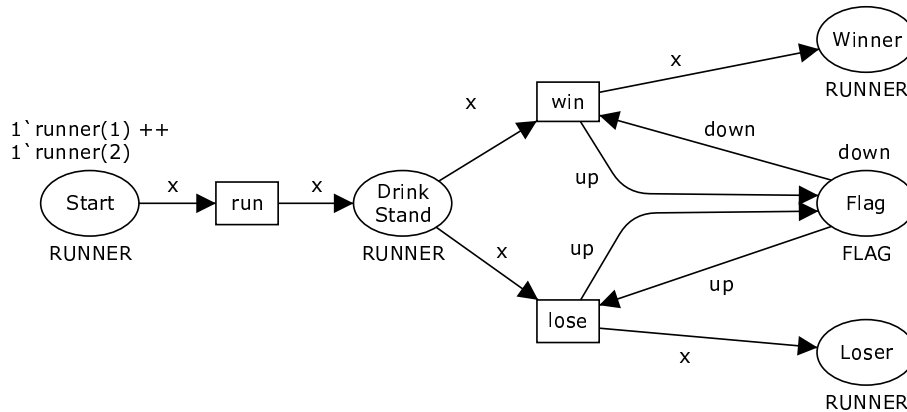 1`runner(1) ++
1`runner(2)
Start
RUNNER
x
run
x
Drink
Stand
RUNNER
x
x
win
lose
x
Winner
RUNNER
down
down
up
Flag
FLAG
up
up
x
Loser
RUNNER